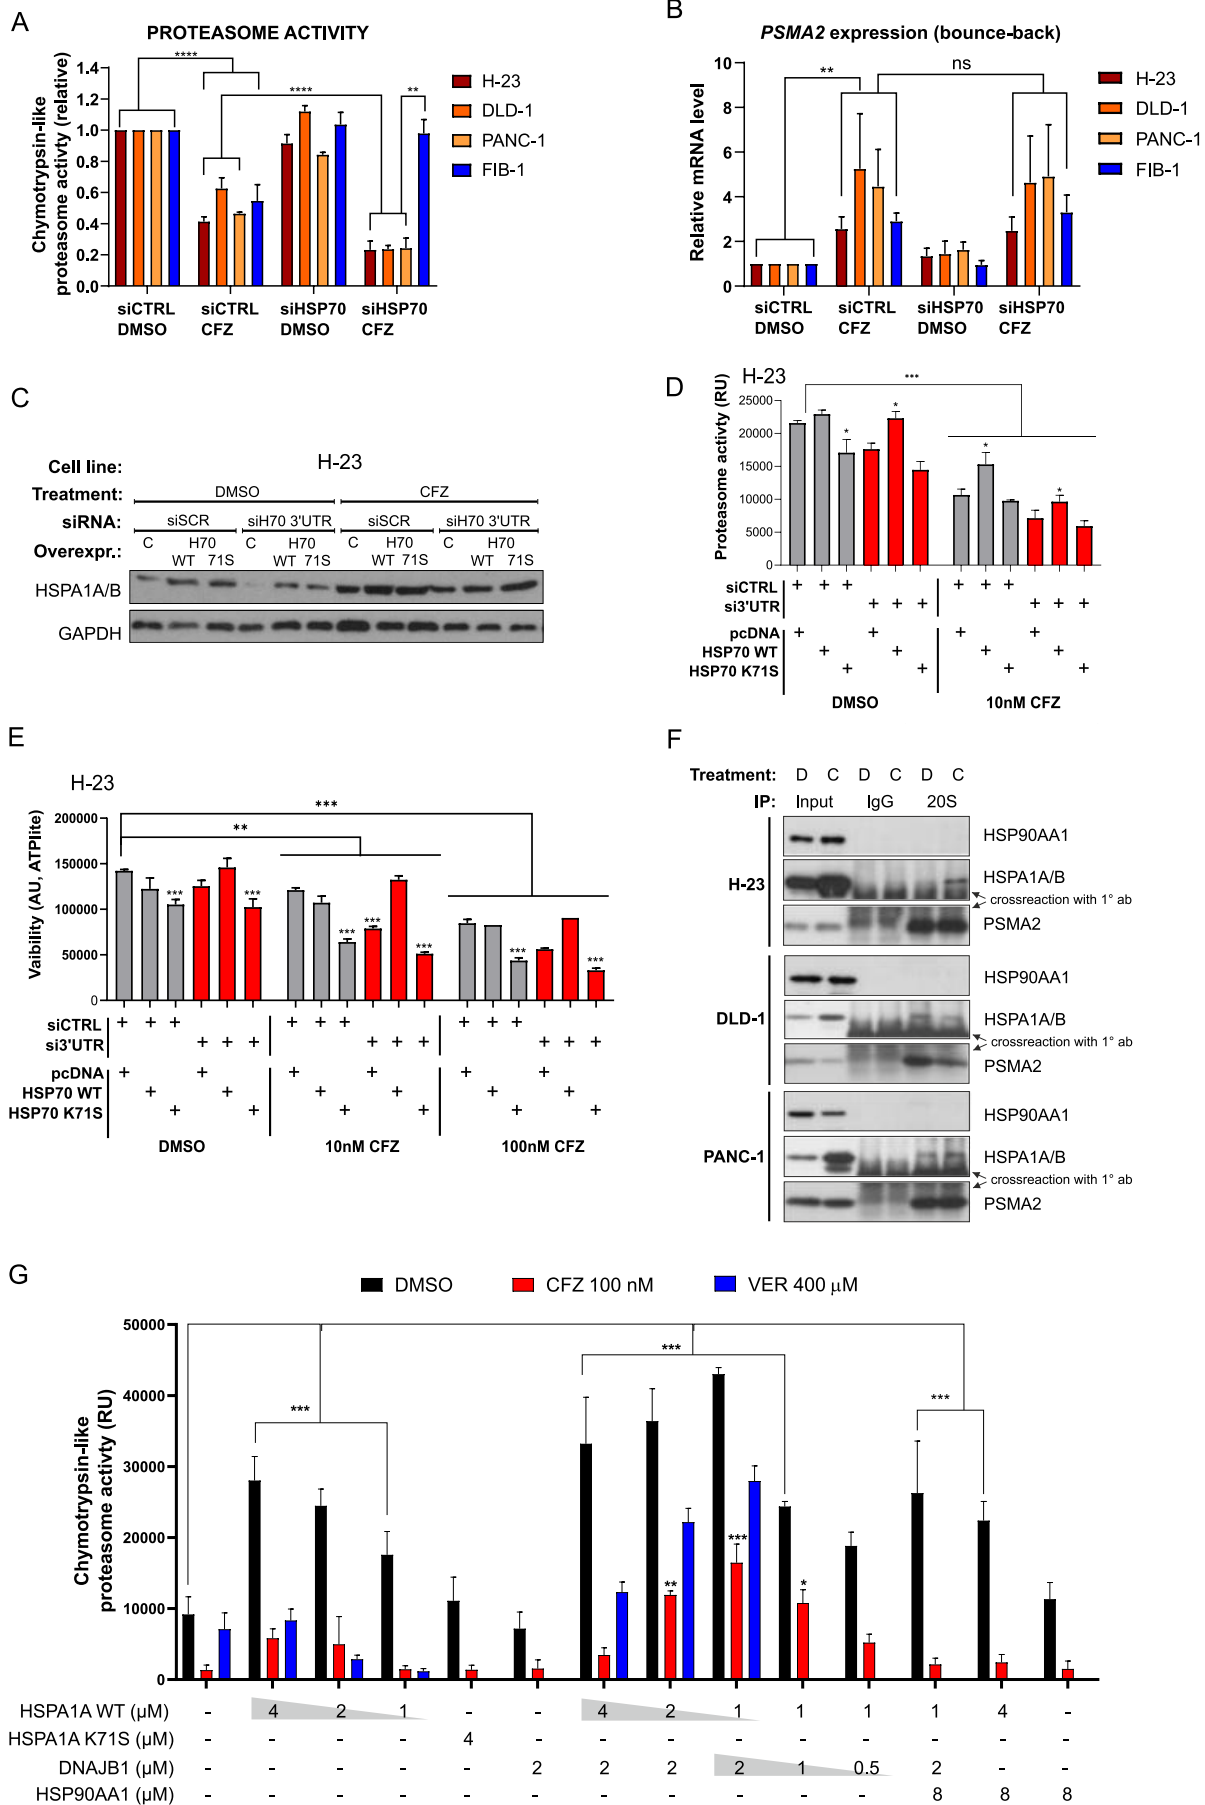 A
PROTEASOME ACTIVITY
Chymotrypsin-like
proteasome activty (relative)
1.4
1.2
1.0
0.8
0.6
0.4
0.2
0.0
****
****
**
H-23
DLD-1
PANC-1
FIB-1
siCTRL siCTRL siHSP70 siHSP70
DMSO CFZ DMSO CFZ
B
PSMA2 expression (bounce-back)
Relative mRNA level
10
8
6
4
2
0
**
ns
H-23
DLD-1
PANC-1
FIB-1
siCTRL siCTRL siHSP70 siHSP70
DMSO CFZ DMSO CFZ
C
Cell line: H-23
Treatment: DMSO CFZ
siRNA: siSCR siH70 3'UTR siSCR siH70 3'UTR
Overexpr.: C H70 C H70 C H70 C H70
WT 71S WT 71S WT 71S WT 71S
HSPA1A/B
GAPDH
D
H-23
Proteasome activty (RU)
25000
20000
15000
10000
5000
0
***
* * * *
siCTRL + + + + + +
si3'UTR + + + + + +
pcDNA + + + +
HSP70 WT + + + +
HSP70 K71S + + + +
DMSO 10nM CFZ
E
H-23
Vaibility (AU, ATPlite)
200000
150000
100000
50000
0
***
**
*** *** *** *** *** *** ***
siCTRL + + + + + + + + +
si3'UTR + + + + + + + + +
pcDNA + + + + + +
HSP70 WT + + + + + +
HSP70 K71S + + + + + +
DMSO 10nM CFZ 100nM CFZ
F
Treatment: D C D C D C
IP: Input IgG 20S
H-23
HSP90AA1
HSPA1A/B
crossreaction with 1° ab
PSMA2
DLD-1
HSP90AA1
HSPA1A/B
crossreaction with 1° ab
PSMA2
PANC-1
HSP90AA1
HSPA1A/B
crossreaction with 1° ab
PSMA2
G
DMSO CFZ 100 nM VER 400 μM
Chymotrypsin-like
proteasome activty (RU)
50000
40000
30000
20000
10000
0
***
***
***
** *** *
HSPA1A WT (μM) - 4 2 1 - - 4 2 1 1 1 1 4 -
HSPA1A K71S (μM) - - - - 4 - - - - - - - - -
DNAJB1 (μM) - - - - - 2 2 2 2 1 0.5 2 - -
HSP90AA1 (μM) - - - - - - - - - - - 8 8 8